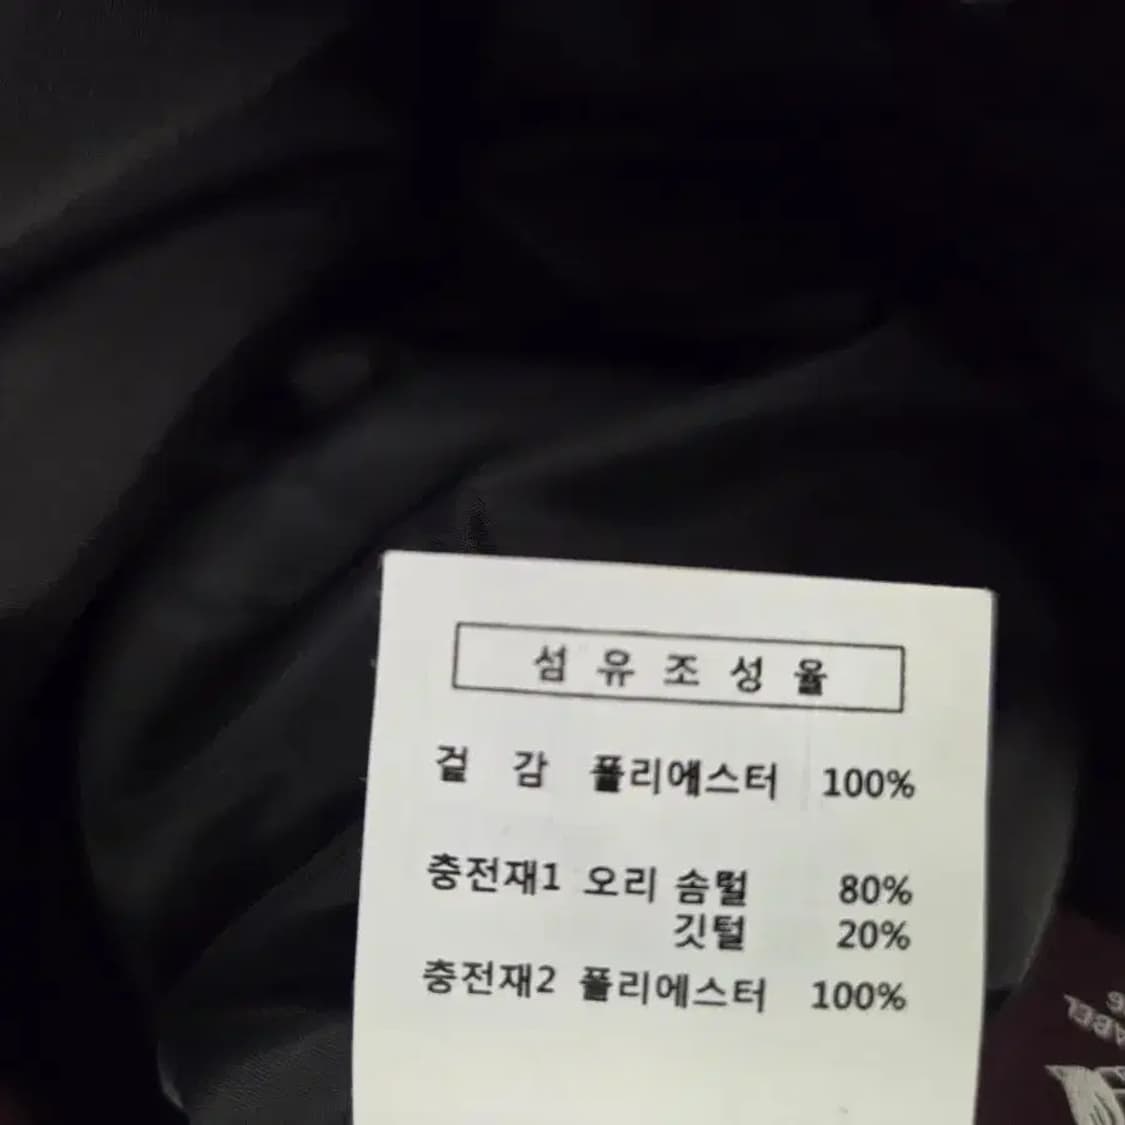 섬 유 조 성 율
겉 감 폴리에스터 100%
충전재1 오리 솜털 80%
깃털 20%
충전재2 폴리에스터 100%